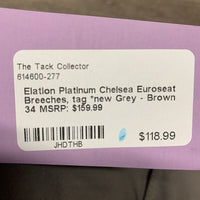 The Tack Collector
614600-277
Elation Platinum Chelsea Euroseat
Breeches, tag *new Grey - Brown
34 MSRP: $159.99
JHDTHB
$118.99